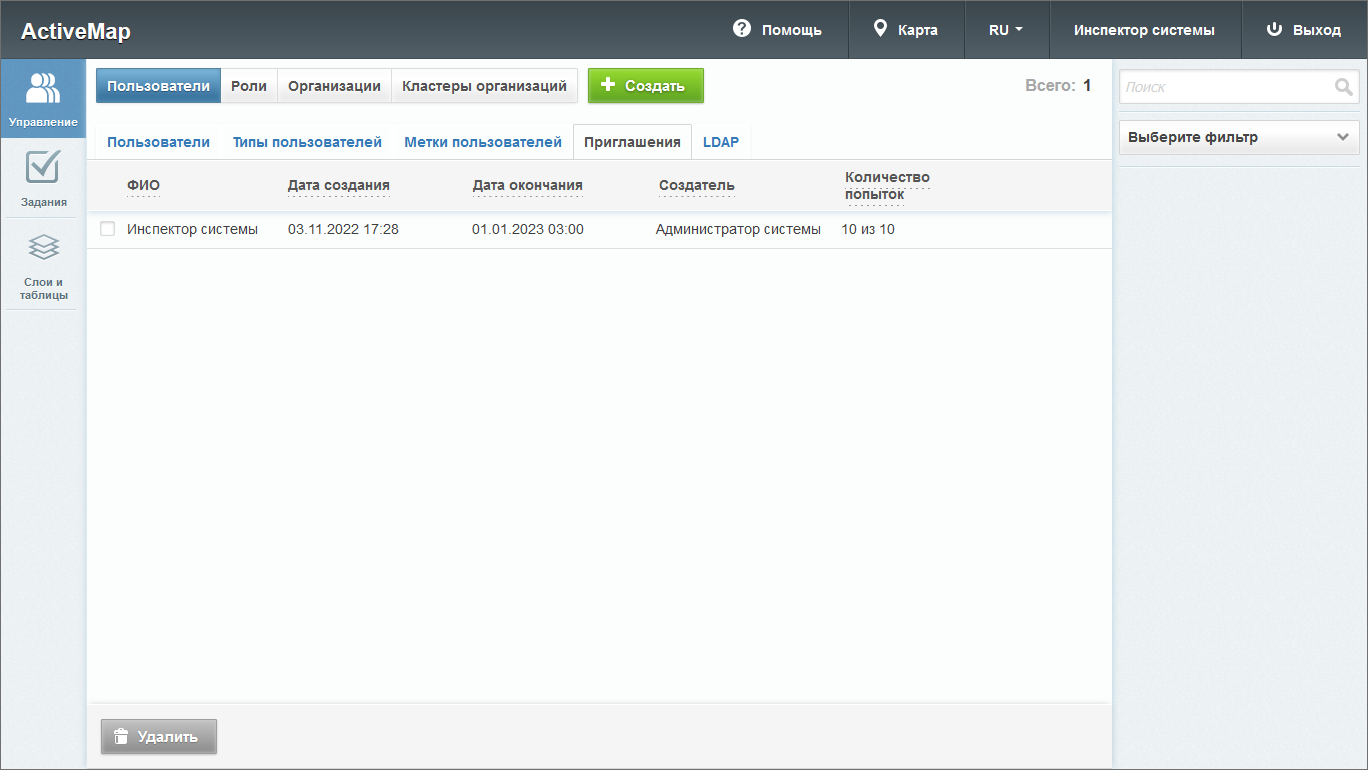 ActiveMap
Помощь
Карта
RU
Инспектор системы
Выход
Управление
Задания
Слои и
таблицы
Пользователи
Роли
Организации
Кластеры организаций
Создать
Всего: 1
Пользователи
Типы пользователей
Метки пользователей
Приглашения
LDAP
ФИО
Дата создания
Дата окончания
Создатель
Количество
попыток
Инспектор системы
03.11.2022 17:28
01.01.2023 03:00
Администратор системы
10 из 10
Удалить
Поиск
Выберите фильтр